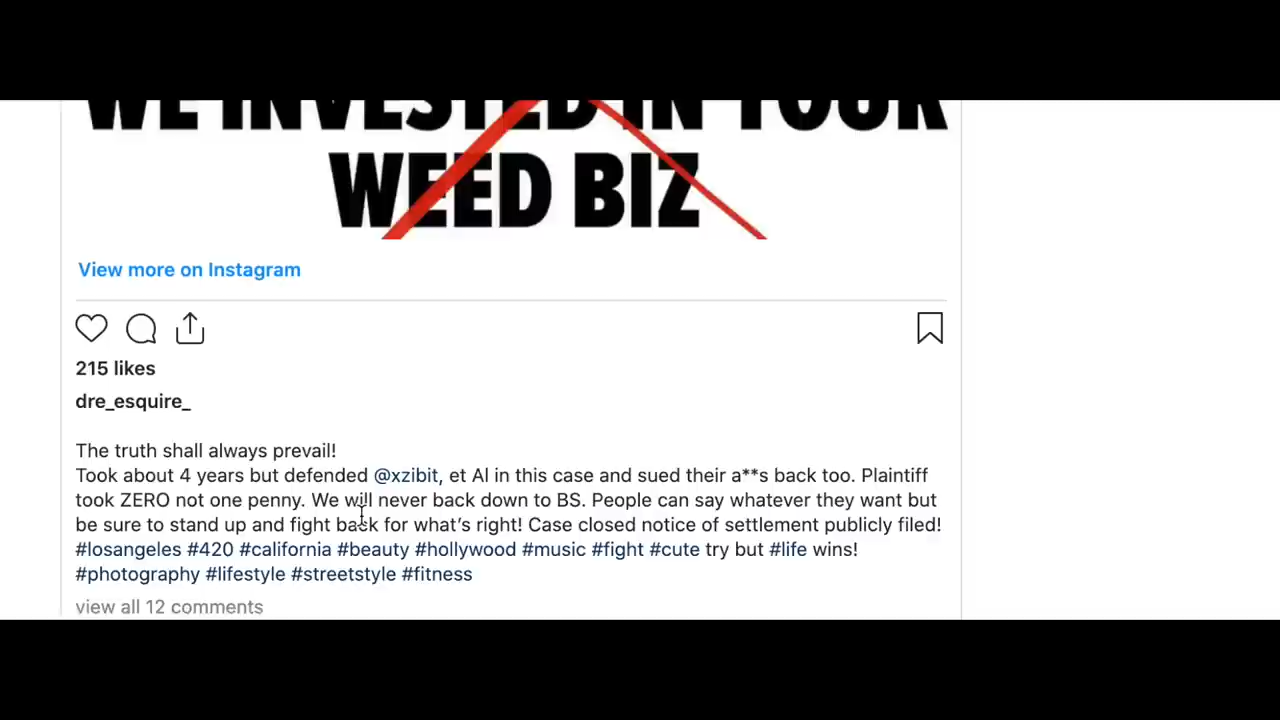 WE INVESTED IN YOUR
WEED BIZ
View more on Instagram
215 likes
dre_esquire_
The truth shall always prevail!
Took about 4 years but defended @xzibit, et Al in this case and sued their a**s back too. Plaintiff
took ZERO not one penny. We will never back down to BS. People can say whatever they want but
be sure to stand up and fight back for what's right! Case closed notice of settlement publicly filed!
#losangeles #420 #california #beauty #hollywood #music #fight #cute try but #life wins!
#photography #lifestyle #streetstyle #fitness
view all 12 comments